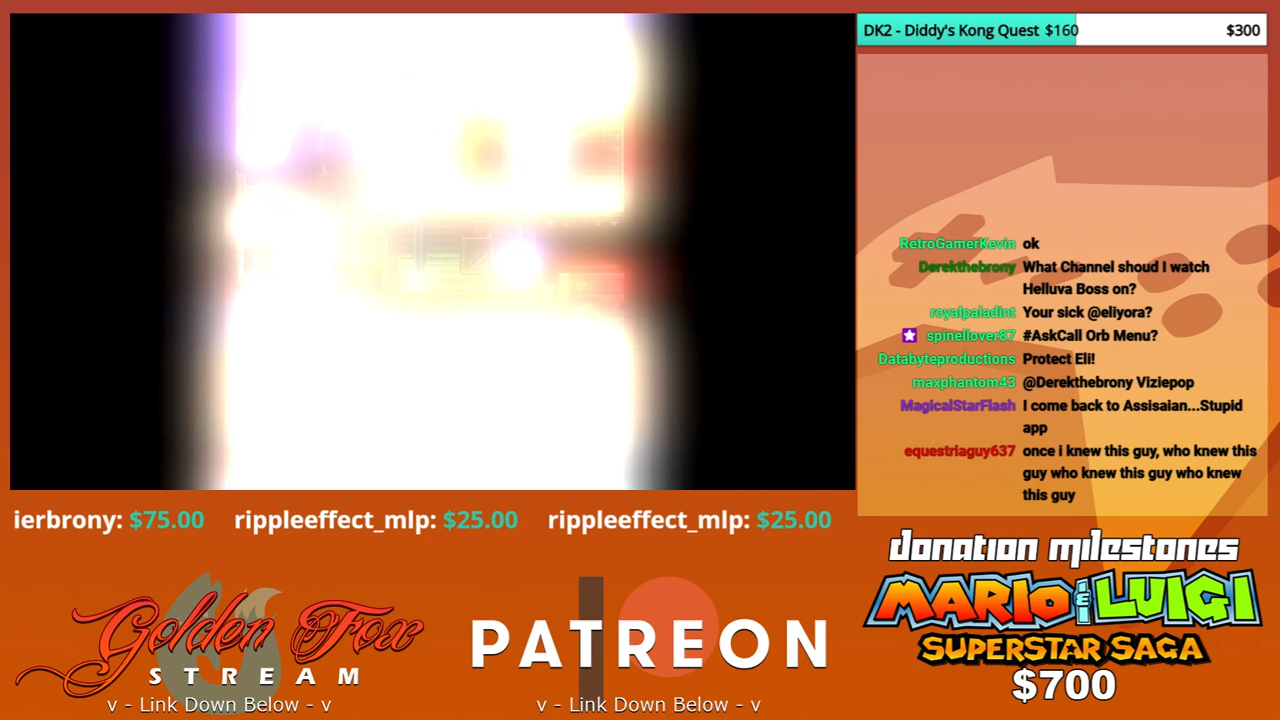 DK2 - Diddy's Kong Quest $160
$300
RetroGamerKevin ok
Derekthebrony What Channel shoud I watch
Helluva Boss on?
royalpaladint Your sick @eliyora?
spinellover87 #AskCall Orb Menu?
Databyteproductions Protect Eli!
maxphantom43 @Derekthebrony Viziepop
MagicalStarFlash I come back to Assisaian...Stupid
app
equestriaguy637 once i knew this guy, who knew this
guy who knew this guy who knew
this guy
ierbrony: $75.00 rippleeffect_mlp: $25.00 rippleeffect_mlp: $25.00
Golden Fox
STREAM
v - Link Down Below - v
PATREON
v - Link Down Below - v
donation milestones
MARIO & LUIGI
SUPERSTAR SAGA
$700